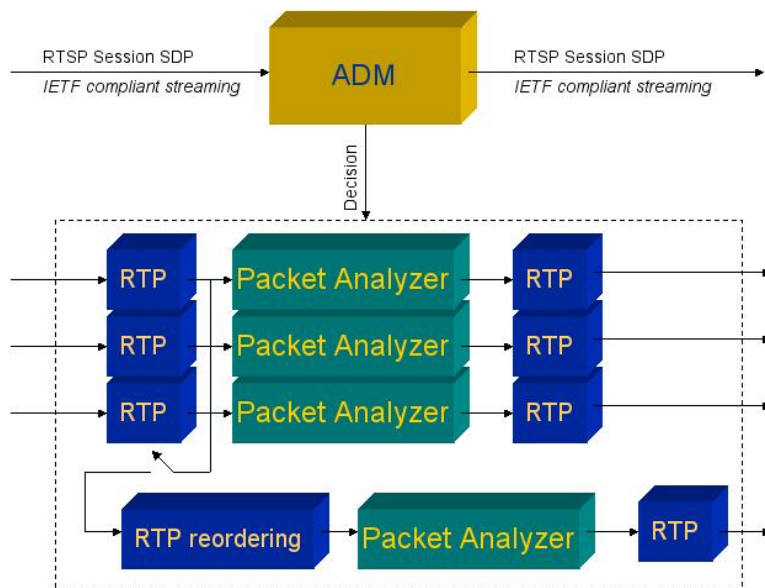 RTSP Session SDP
IETF compliant streaming
ADM
RTSP Session SDP
IETF compliant streaming
Decision
RTP
Packet Analyzer
RTP
RTP
Packet Analyzer
RTP
RTP
Packet Analyzer
RTP
RTP reordering
Packet Analyzer
RTP